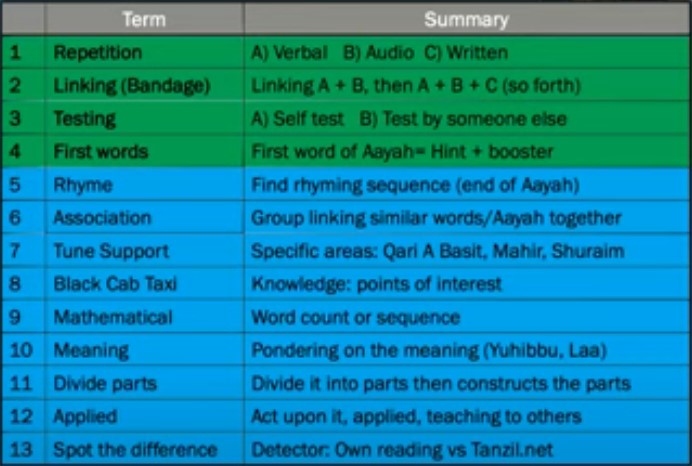 Term Summary
1 Repetition A) Verbal B) Audio C) Written
2 Linking (Bandage) Linking A + B, then A + B + C (so forth)
3 Testing A) Self test B) Test by someone else
4 First words First word of Aayah= Hint + booster
5 Rhyme Find rhyming sequence (end of Aayah)
6 Association Group linking similar words/Aayah together
7 Tune Support Specific areas: Qari A Basit, Mahir, Shuraim
8 Black Cab Taxi Knowledge: points of interest
9 Mathematical Word count or sequence
10 Meaning Pondering on the meaning (Yuhibbu, Laa)
11 Divide parts Divide it into parts then constructs the parts
12 Applied Act upon it, applied, teaching to others
13 Spot the difference Detector: Own reading vs Tanzil.net